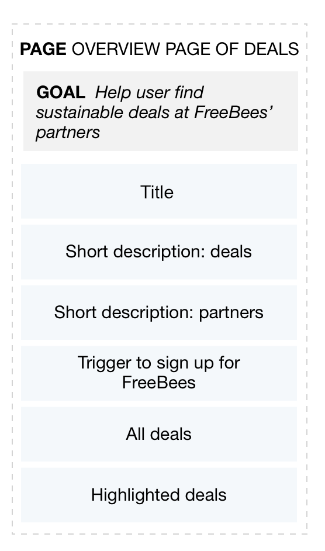 PAGE OVERVIEW PAGE OF DEALS
GOAL Help user find
sustainable deals at FreeBees’
partners
Title
Short description: deals
Short description: partners
Trigger to sign up for
FreeBees
All deals
Highlighted deals